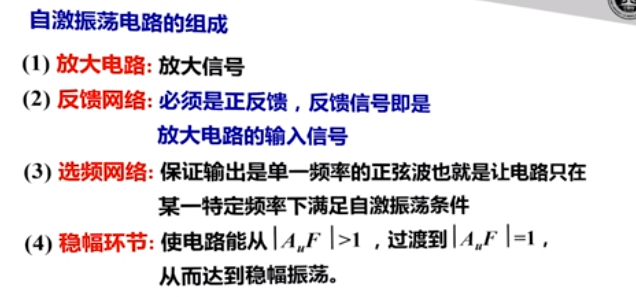 自激振荡电路的组成
(1) 放大电路: 放大信号
(2) 反馈网络: 必须是正反馈，反馈信号即是
放大电路的输入信号
(3) 选频网络: 保证输出是单一频率的正弦波也就是让电路只在
某一特定频率下满足自激振荡条件
(4) 稳幅环节: 使电路能从|AuF|>1，过渡到|AuF|=1，
从而达到稳幅振荡。